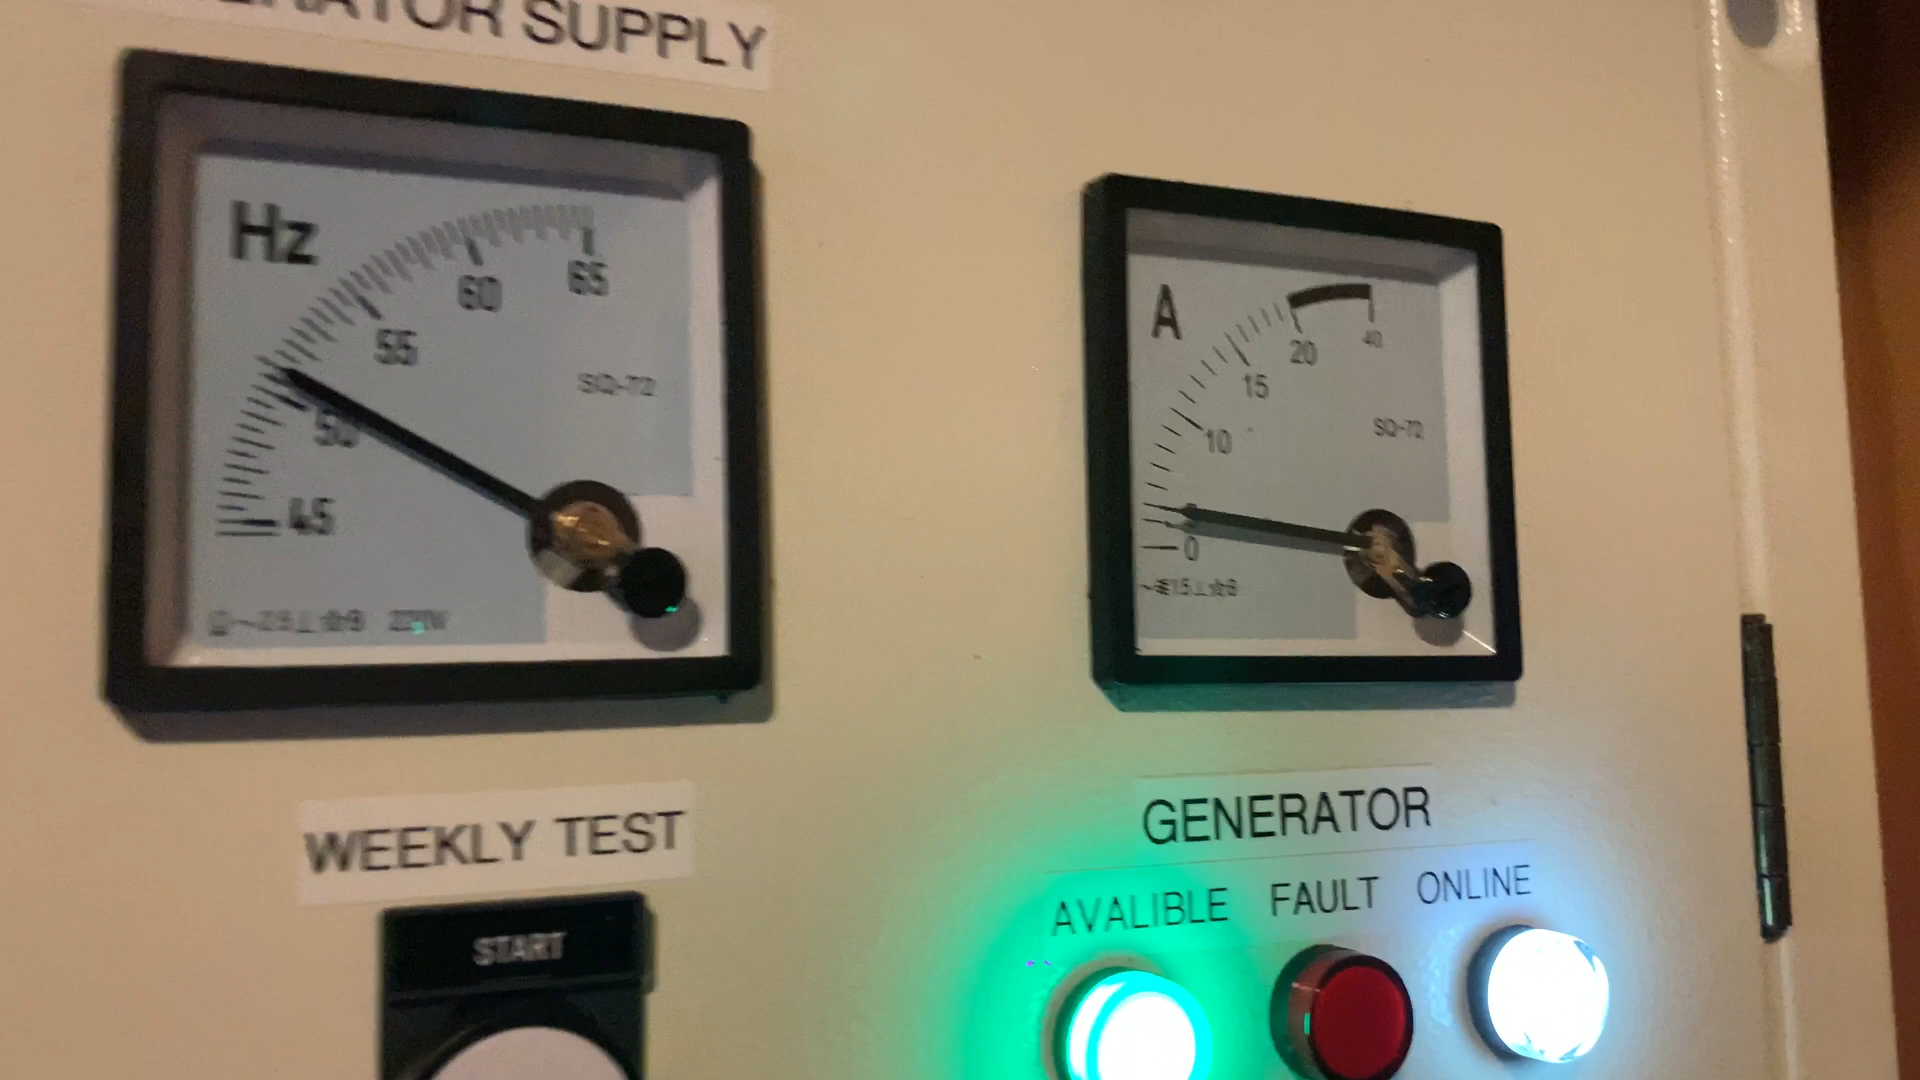 ERATOR SUPPLY
Hz
45
50
55
60
65
SQ-72
A
0
10
15
20
40
SQ-72
WEEKLY TEST
START
GENERATOR
AVALIBLE FAULT ONLINE